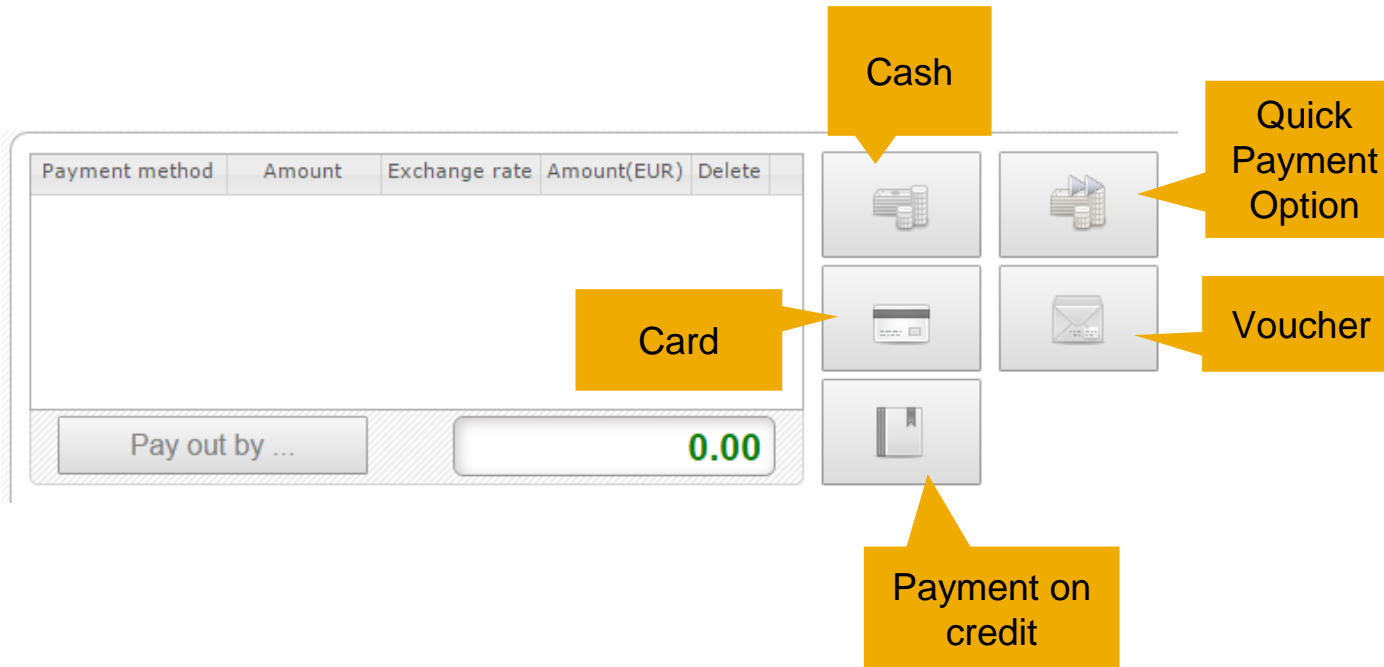 Cash
Quick
Payment
Option
Payment method Amount Exchange rate Amount(EUR) Delete
Card
Voucher
Pay out by ... 0.00
Payment on
credit